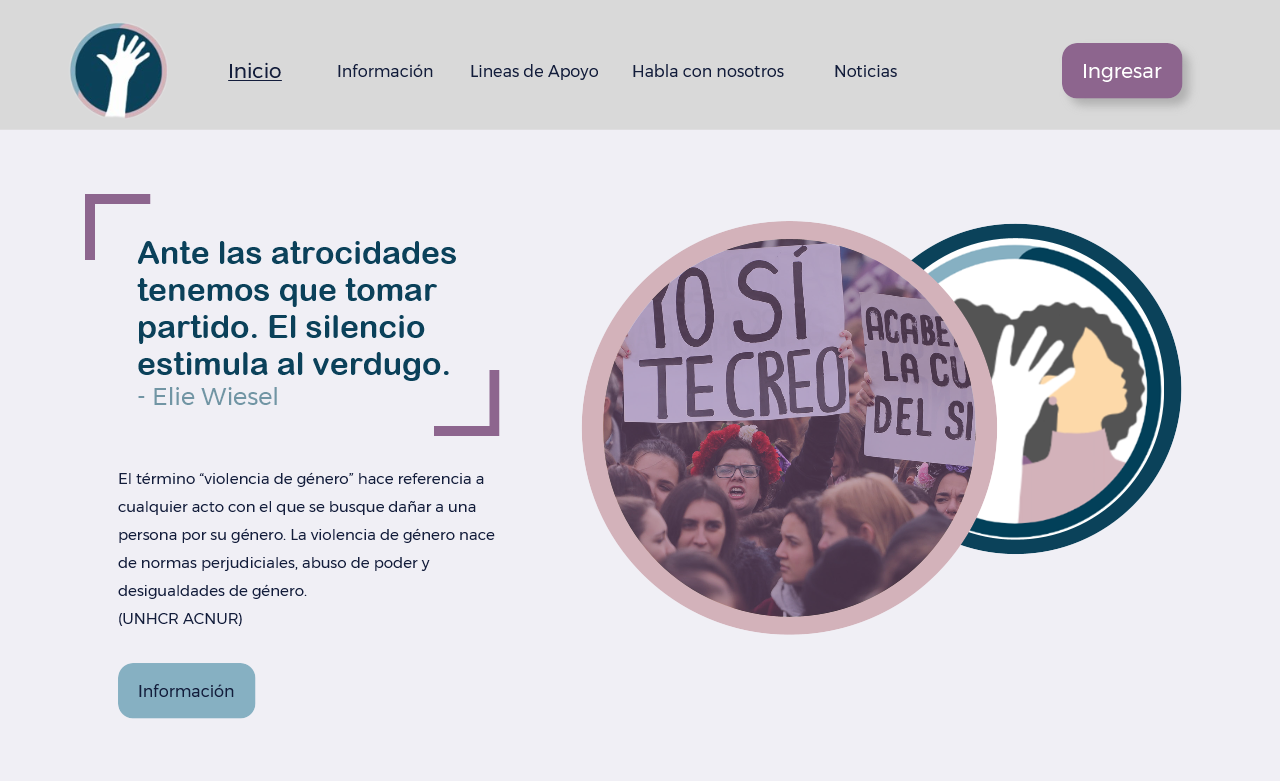 Inicio
Información
Lineas de Apoyo
Habla con nosotros
Noticias
Ingresar
Ante las atrocidades
tenemos que tomar
partido. El silencio
estimula al verdugo.
- Elie Wiesel
El término “violencia de género” hace referencia a
cualquier acto con el que se busque dañar a una
persona por su género. La violencia de género nace
de normas perjudiciales, abuso de poder y
desigualdades de género.
(UNHCR ACNUR)
Información
YO SÍ
TE CREO
LA
DEL